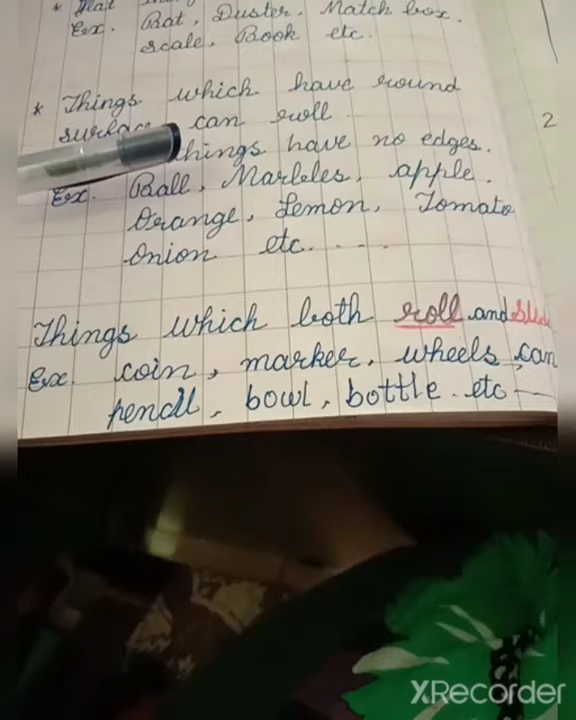 * Flat
Ex. Bat, Duster. Match box.
scale, Book etc.
* Things which have round
surface can roll
things have no edges.
Ex. Ball, Marbles, apple.
Orange, Lemon, Tomato
Onion etc. - - - -
2
Things which both roll and
Ex. coin, marker, wheels, can
pencil, bowl, bottle. etc —
XRecorder